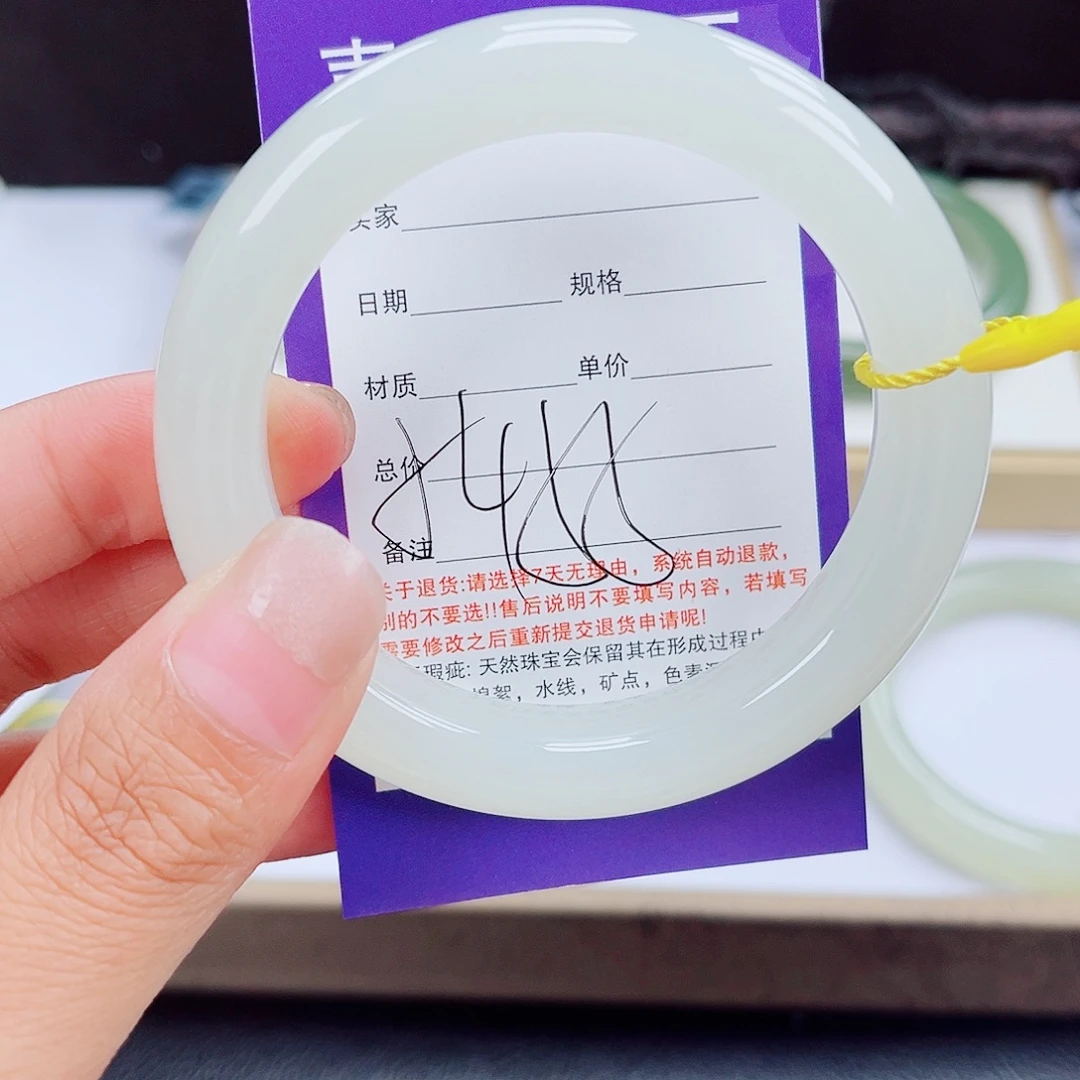 家
日期 规格
材质 单价
总价
备注
关于退货:请选择7天无理由，系统自动退款，
别的不要选!!售后说明不要填写内容，若填写
需要修改之后重新提交退货申请呢!
瑕疵: 天然珠宝会保留其在形成过程中
棉絮，水线，矿点，色素